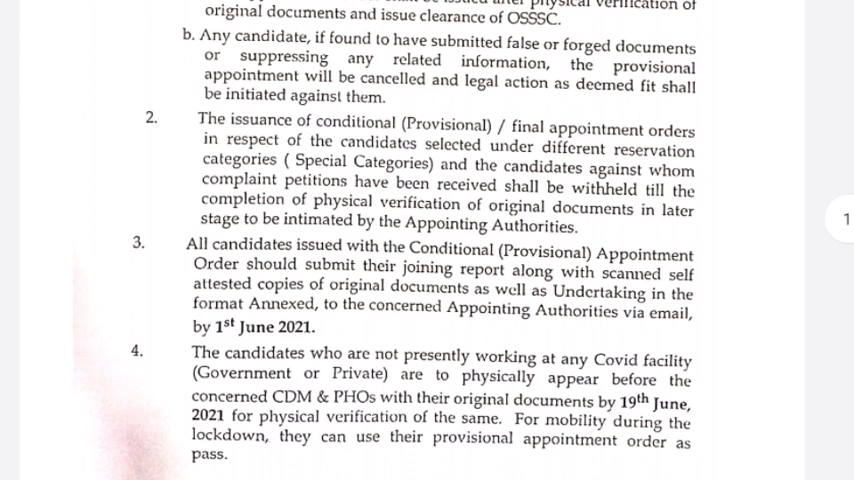 physical verification of
original documents and issue clearance of OSSSC.
b. Any candidate, if found to have submitted false or forged documents
or suppressing any related information, the provisional
appointment will be cancelled and legal action as deemed fit shall
be initiated against them.
2. The issuance of conditional (Provisional) / final appointment orders
in respect of the candidates selected under different reservation
categories ( Special Categories) and the candidates against whom
complaint petitions have been received shall be withheld till the
completion of physical verification of original documents in later
stage to be intimated by the Appointing Authorities.
3. All candidates issued with the Conditional (Provisional) Appointment
Order should submit their joining report along with scanned self
attested copies of original documents as well as Undertaking in the
format Annexed, to the concerned Appointing Authorities via email,
by 1st June 2021.
4. The candidates who are not presently working at any Covid facility
(Government or Private) are to physically appear before the
concerned CDM & PHOs with their original documents by 19th June,
2021 for physical verification of the same. For mobility during the
lockdown, they can use their provisional appointment order as
pass.
1